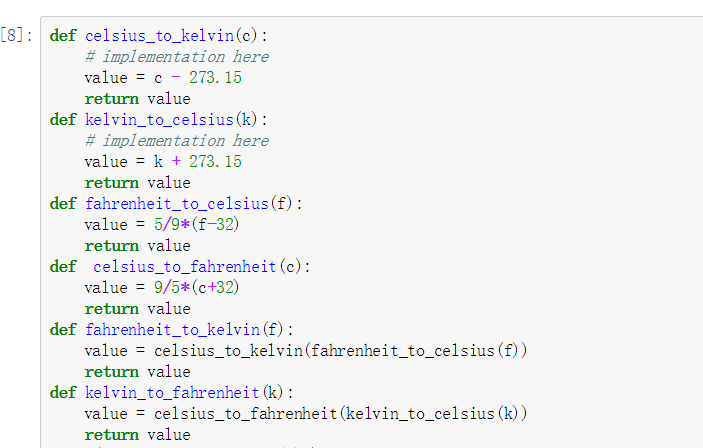 [8]:
def celsius_to_kelvin(c):
    # implementation here
    value = c - 273.15
    return value
def kelvin_to_celsius(k):
    # implementation here
    value = k + 273.15
    return value
def fahrenheit_to_celsius(f):
    value = 5/9*(f-32)
    return value
def  celsius_to_fahrenheit(c):
    value = 9/5*(c+32)
    return value
def fahrenheit_to_kelvin(f):
    value = celsius_to_kelvin(fahrenheit_to_celsius(f))
    return value
def kelvin_to_fahrenheit(k):
    value = celsius_to_fahrenheit(kelvin_to_celsius(k))
    return value